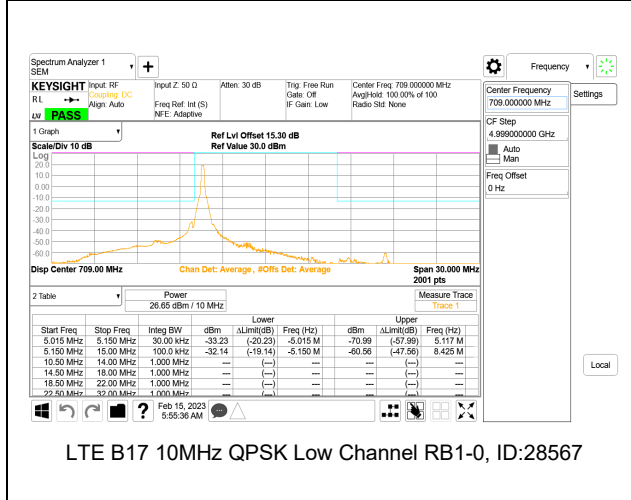 Spectrum Analyzer 1
SEM
+
Frequency
KEYSIGHT Input: RF Input Z: 50 Ω Atten: 30 dB Trig: Free Run Center Freq: 709.000000 MHz
RL Coupling: DC Gate: Off Avg|Hold: 100.00% of 100
Align: Auto Freq Ref: Int (S) IF Gain: Low Radio Std: None
LXI PASS NFE: Adaptive
Center Frequency
709.000000 MHz
Settings
CF Step
4.999000000 GHz
Auto
Man
Freq Offset
0 Hz
1 Graph
Ref Lvl Offset 15.30 dB
Scale/Div 10 dB Ref Value 30.0 dBm
Log
20.0
10.0
0.00
-10.0
-20.0
-30.0
-40.0
-50.0
-60.0
Disp Center 709.00 MHz Chan Det: Average, #Offs Det: Average Span 30.000 MHz
2001 pts
2 Table Power Measure Trace
26.65 dBm / 10 MHz Trace 1
Lower Upper
Start Freq Stop Freq Integ BW dBm ΔLimit(dB) Freq (Hz) dBm ΔLimit(dB) Freq (Hz)
5.015 MHz 5.150 MHz 30.00 kHz -33.23 (-20.23) -5.015 M -70.99 (-57.99) 5.117 M
5.150 MHz 15.00 MHz 100.0 kHz -32.14 (-19.14) -5.150 M -60.56 (-47.56) 8.425 M
10.50 MHz 14.00 MHz 1.000 MHz --- (---) --- --- (---) ---
14.50 MHz 18.00 MHz 1.000 MHz --- (---) --- --- (---) ---
18.50 MHz 22.00 MHz 1.000 MHz --- (---) --- --- (---) ---
22.50 MHz 32.00 MHz 1.000 MHz --- (---) --- --- (---) ---
Local
? Feb 15, 2023
5:55:36 AM
LTE B17 10MHz QPSK Low Channel RB1-0, ID:28567